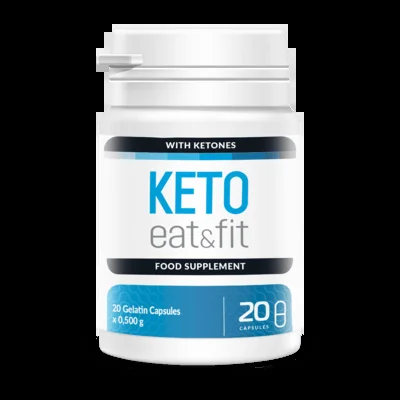 WITH KETONES
KETO
eat&fit
FOOD SUPPLEMENT
20 Gelatin Capsules
x 0,500 g
20
CAPSULES